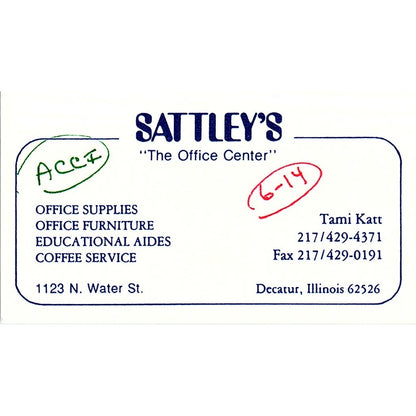 SATTLEY'S
"The Office Center"
ACCI
6-14
OFFICE SUPPLIES
OFFICE FURNITURE
EDUCATIONAL AIDES
COFFEE SERVICE
Tami Katt
217/429-4371
Fax 217/429-0191
1123 N. Water St.
Decatur, Illinois 62526